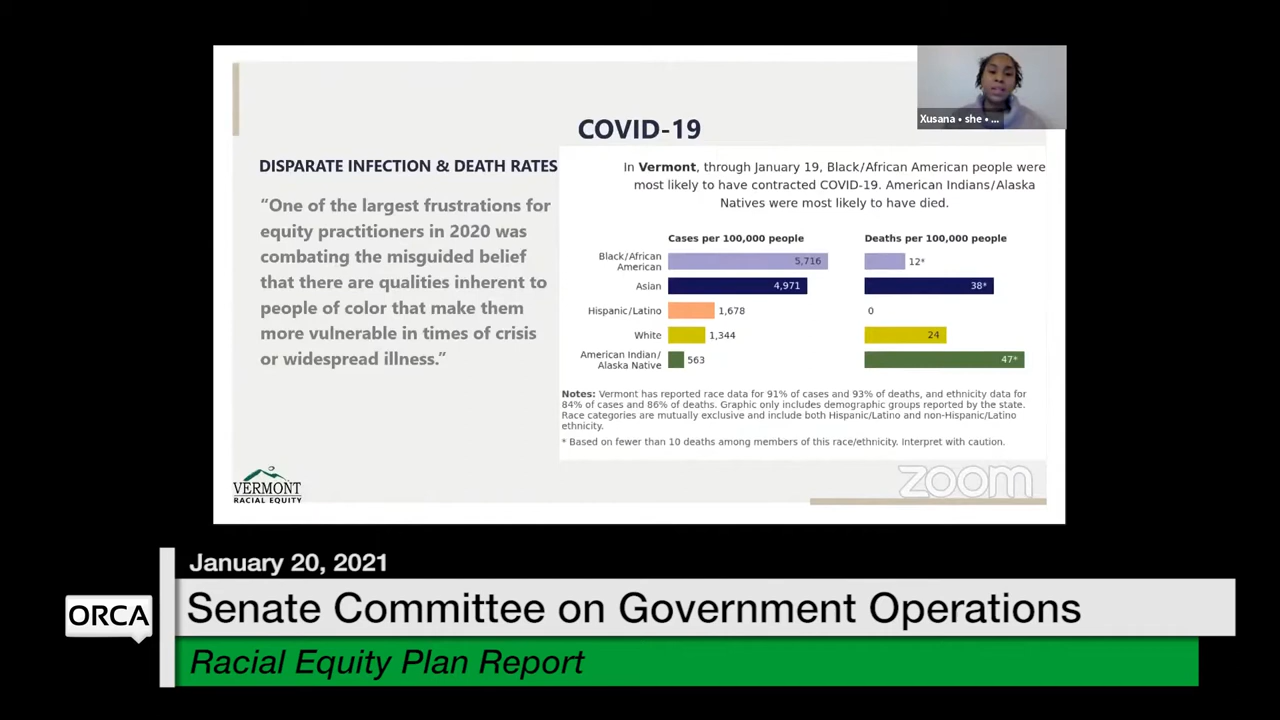 Xusana • she • ...
COVID-19
DISPARATE INFECTION & DEATH RATES
“One of the largest frustrations for
equity practitioners in 2020 was
combating the misguided belief
that there are qualities inherent to
people of color that make them
more vulnerable in times of crisis
or widespread illness.”
In Vermont, through January 19, Black/African American people were
most likely to have contracted COVID-19. American Indians/Alaska
Natives were most likely to have died.
Cases per 100,000 people
Deaths per 100,000 people
Black/African
American
5,716
12*
Asian
4,971
38*
Hispanic/Latino
1,678
0
White
1,344
24
American Indian/
Alaska Native
563
47*
Notes: Vermont has reported race data for 91% of cases and 93% of deaths, and ethnicity data for
84% of cases and 86% of deaths. Graphic only includes demographic groups reported by the state.
Race categories are mutually exclusive and include both Hispanic/Latino and non-Hispanic/Latino
ethnicity.
* Based on fewer than 10 deaths among members of this race/ethnicity. Interpret with caution.
VERMONT
RACIAL EQUITY
zoom
January 20, 2021
ORCA
Senate Committee on Government Operations
Racial Equity Plan Report